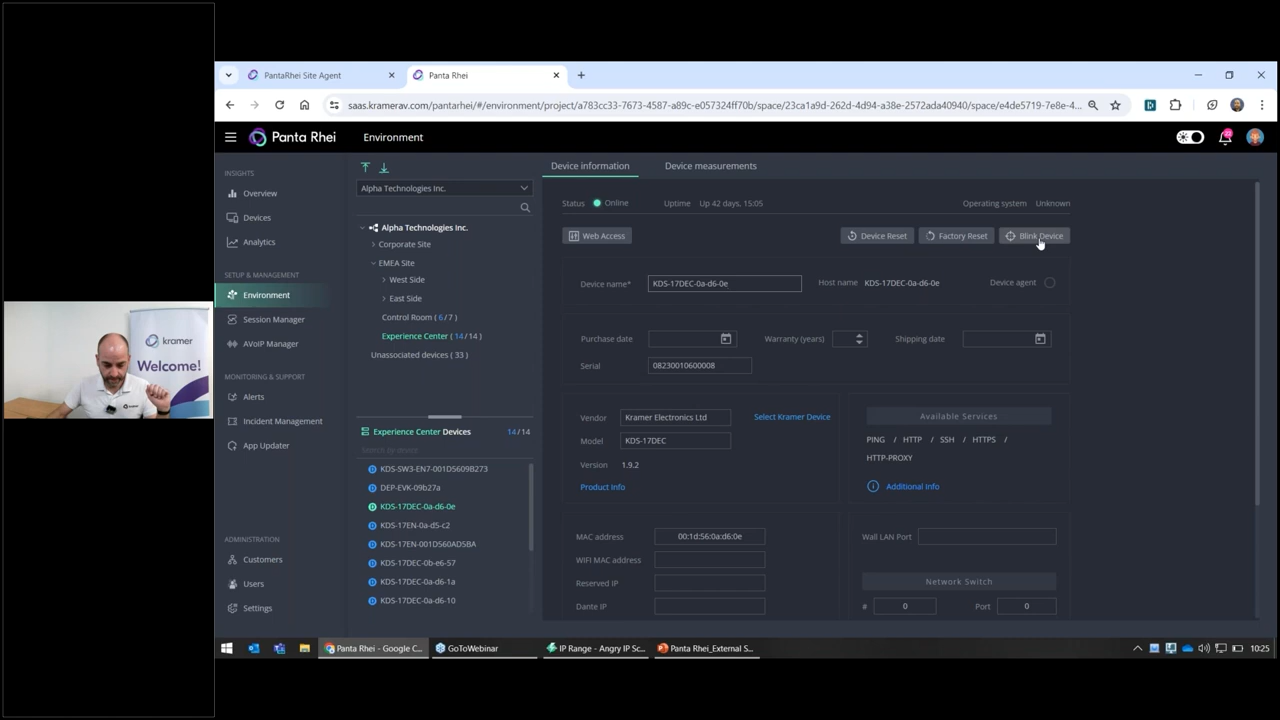 PantaRhei Site Agent
Panta Rhei
saas.kramerav.com/pantarhei/#/environment/project/a783cc33-7673-4587-a89c-e057324ff70b/space/23ca1a9d-262d-4d94-a38e-2572ada40940/space/e4de5719-7e8e-4...
Panta Rhei
Environment
22
INSIGHTS
Overview
Devices
Analytics
SETUP & MANAGEMENT
Environment
Session Manager
AVoIP Manager
MONITORING & SUPPORT
Alerts
Incident Management
App Updater
ADMINISTRATION
Customers
Users
Settings
Alpha Technologies Inc.
Alpha Technologies Inc.
Corporate Site
EMEA Site
West Side
East Side
Control Room ( 6 / 7 )
Experience Center ( 14 / 14 )
Unassociated devices ( 33 )
Experience Center Devices 14 / 14
Search by device
KDS-SW3-EN7-001D5609B273
DEP-EVK-09b27a
KDS-17DEC-0a-d6-0e
KDS-17EN-0a-d5-c2
KDS-17EN-001D560AD5BA
KDS-17DEC-0b-e6-57
KDS-17DEC-0a-d6-1a
KDS-17DEC-0a-d6-10
Device information
Device measurements
Status Online Uptime Up 42 days, 15:05 Operating system Unknown
Web Access Device Reset Factory Reset Blink Device
Device name* KDS-17DEC-0a-d6-0e Host name KDS-17DEC-0a-d6-0e Device agent
Purchase date Warranty (years) Shipping date
Serial 08230010600008
Vendor Kramer Electronics Ltd Select Kramer Device
Model KDS-17DEC
Version 1.9.2
Product Info
Available Services
PING / HTTP / SSH / HTTPS /
HTTP-PROXY
Additional Info
MAC address 00:1d:56:0a:d6:0e
WIFI MAC address
Reserved IP
Dante IP
Wall LAN Port
Network Switch
# 0 Port 0
kramer
Welcome!
Panta Rhei - Google C...
GoToWebinar
IP Range - Angry IP Sc...
Panta Rhei_External S...
10:25